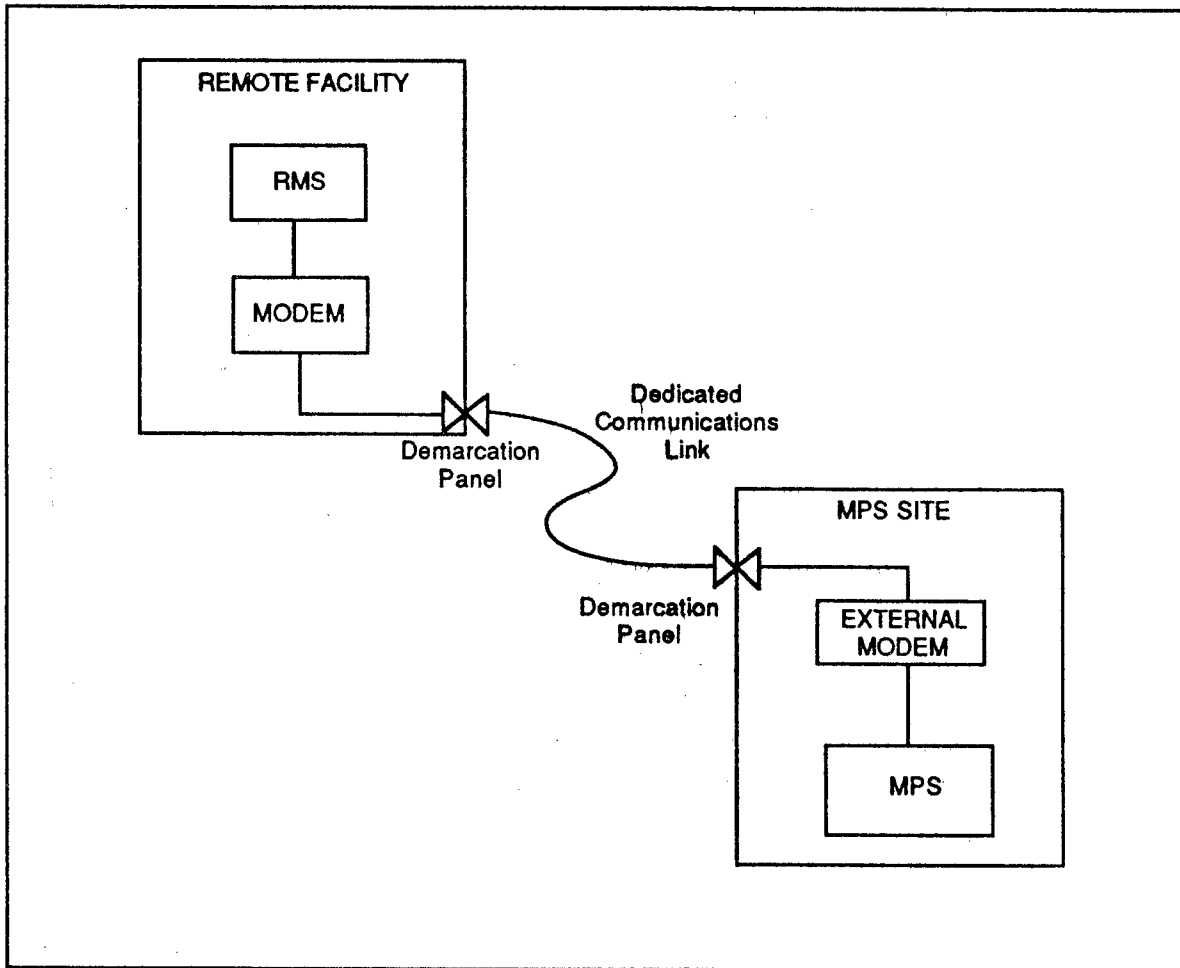 REMOTE FACILITY
RMS
MODEM
Demarcation
Panel
Dedicated
Communications
Link
Demarcation
Panel
MPS SITE
EXTERNAL
MODEM
MPS